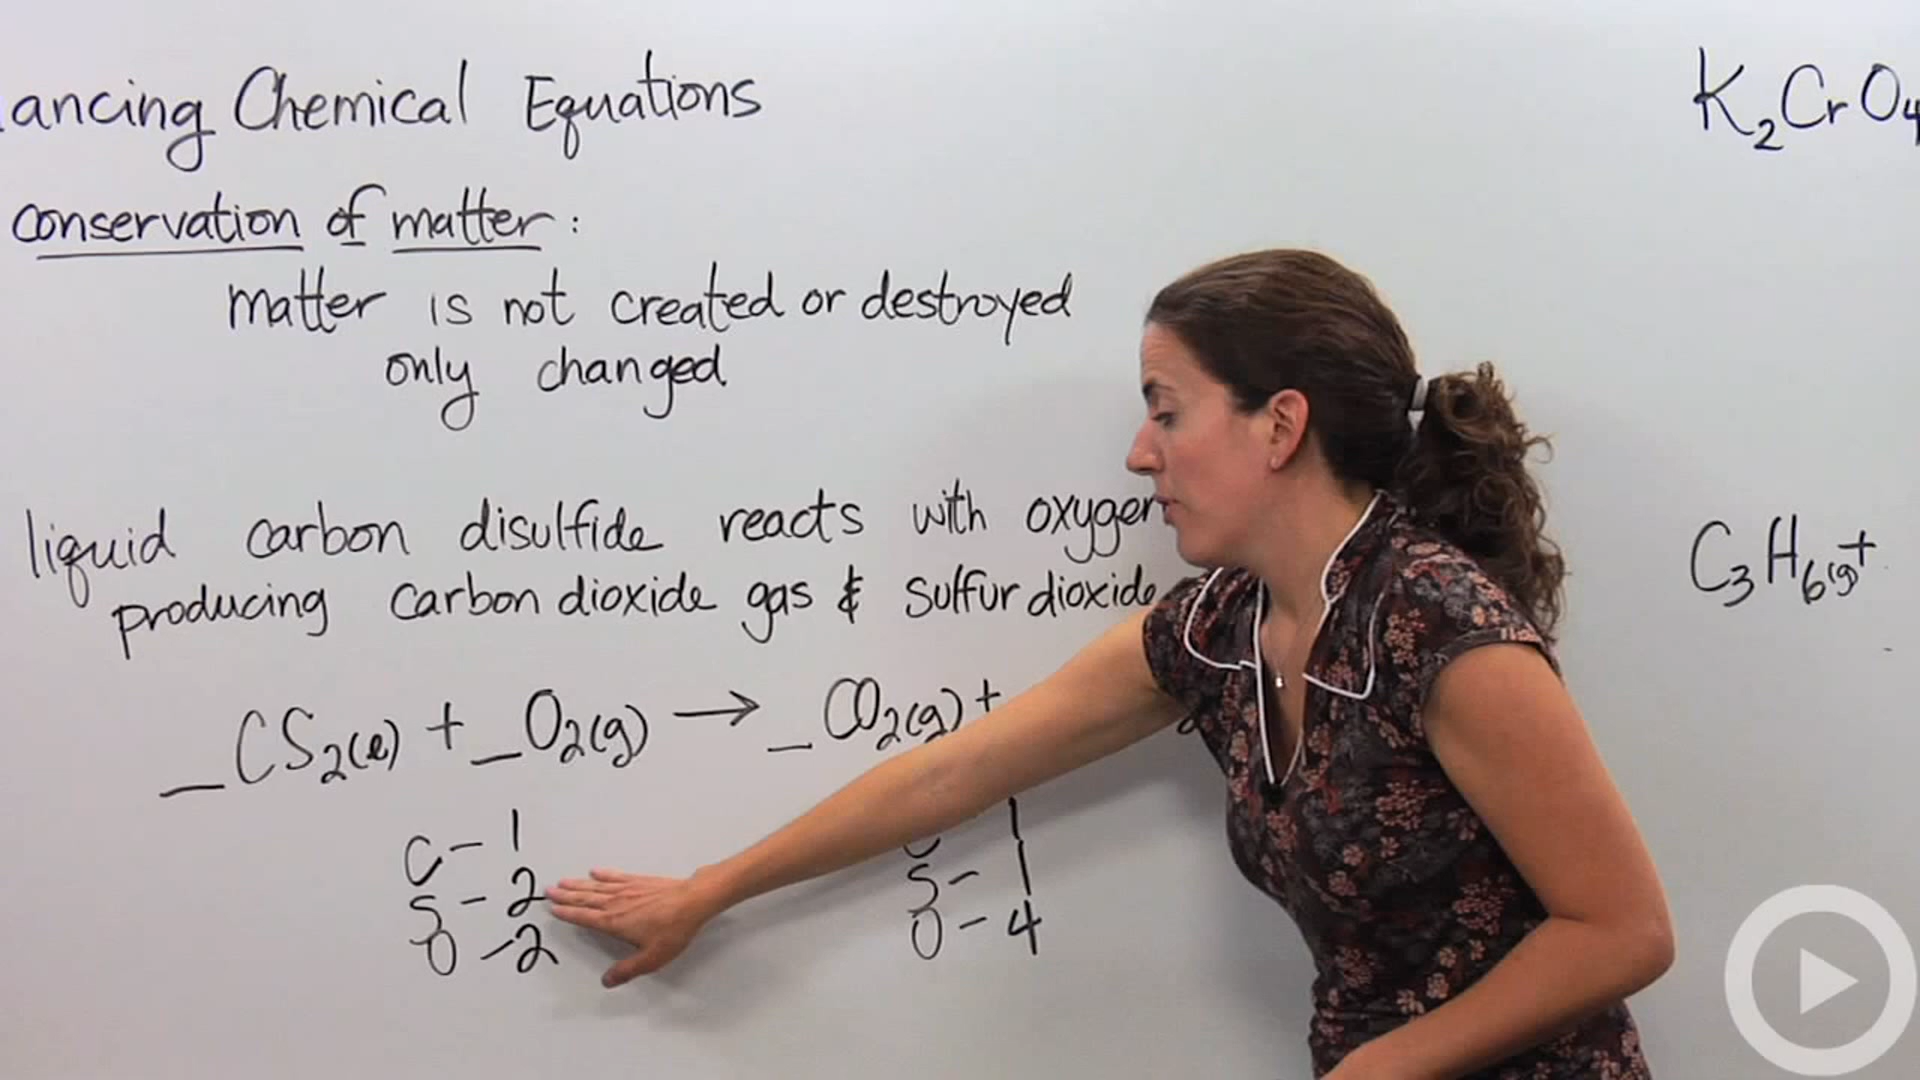 ancing Chemical Equations
conservation of matter:
matter is not created or destroyed
only changed
liquid carbon disulfide reacts with oxygen
producing carbon dioxide gas & sulfur dioxide
_CS₂(l) + _O₂(g) → _CO₂(g) +
C - 1
S - 2
O - 2
1
S - 1
O - 4
K₂CrO₄
C₃H₆(g) +